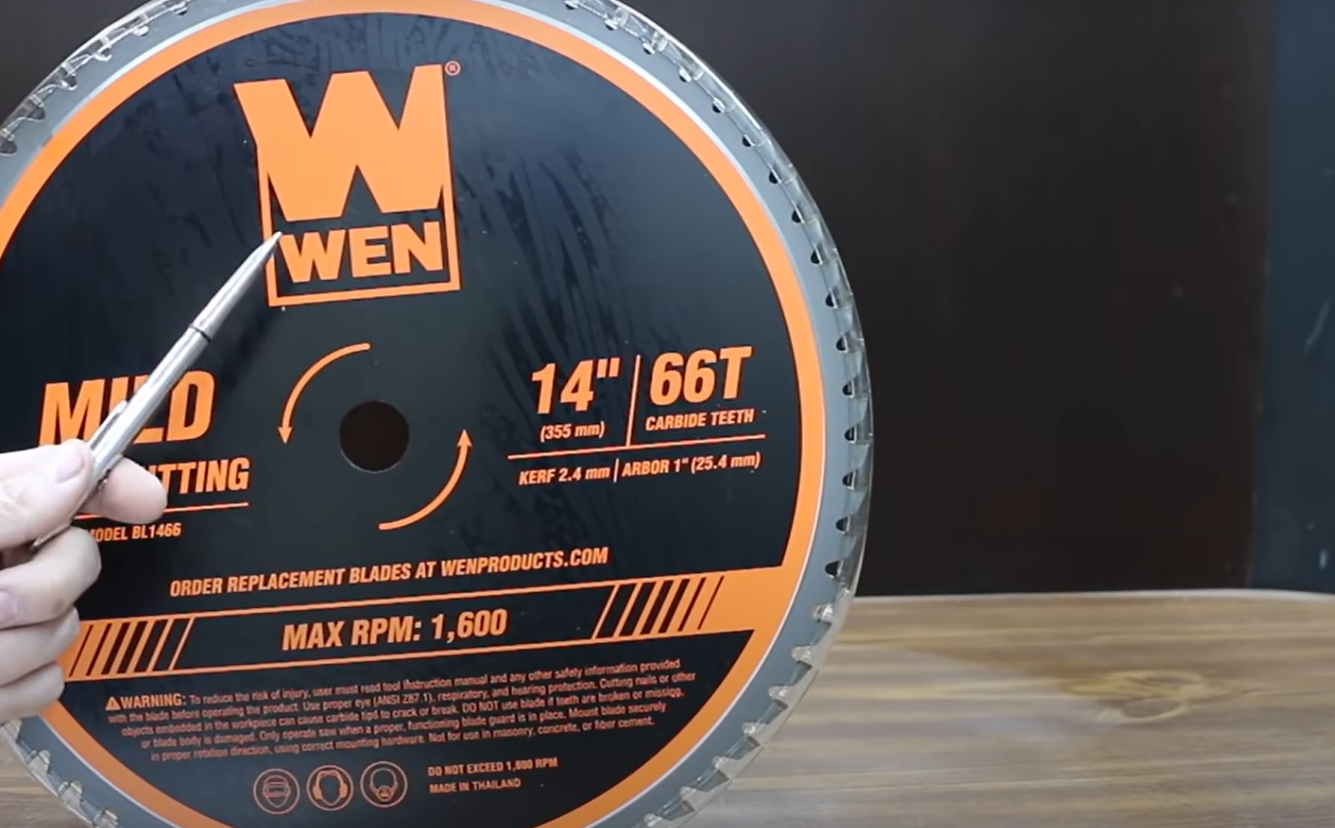 ®
WEN
14" 66T
(355 mm) CARBIDE TEETH
KERF 2.4 mm | ARBOR 1" (25.4 mm)
MODEL BL1466
ORDER REPLACEMENT BLADES AT WENPRODUCTS.COM
MAX RPM: 1,600
WARNING: To reduce the risk of injury, user must read tool instruction manual and any other safety information provided
with the blade before operating the product. Use proper eye (ANSI Z87.1), respiratory, and hearing protection. Cutting nails or other
objects embedded in the workpiece can cause carbide tips to crack or break. DO NOT use blade if teeth are broken or missing,
or blade body is damaged. Only operate saw when a proper, functioning blade guard is in place. Mount blade securely
in proper rotation direction, using correct mounting hardware. Not for use in masonry, concrete, or fiber cement.
DO NOT EXCEED 1,600 RPM
MADE IN THAILAND